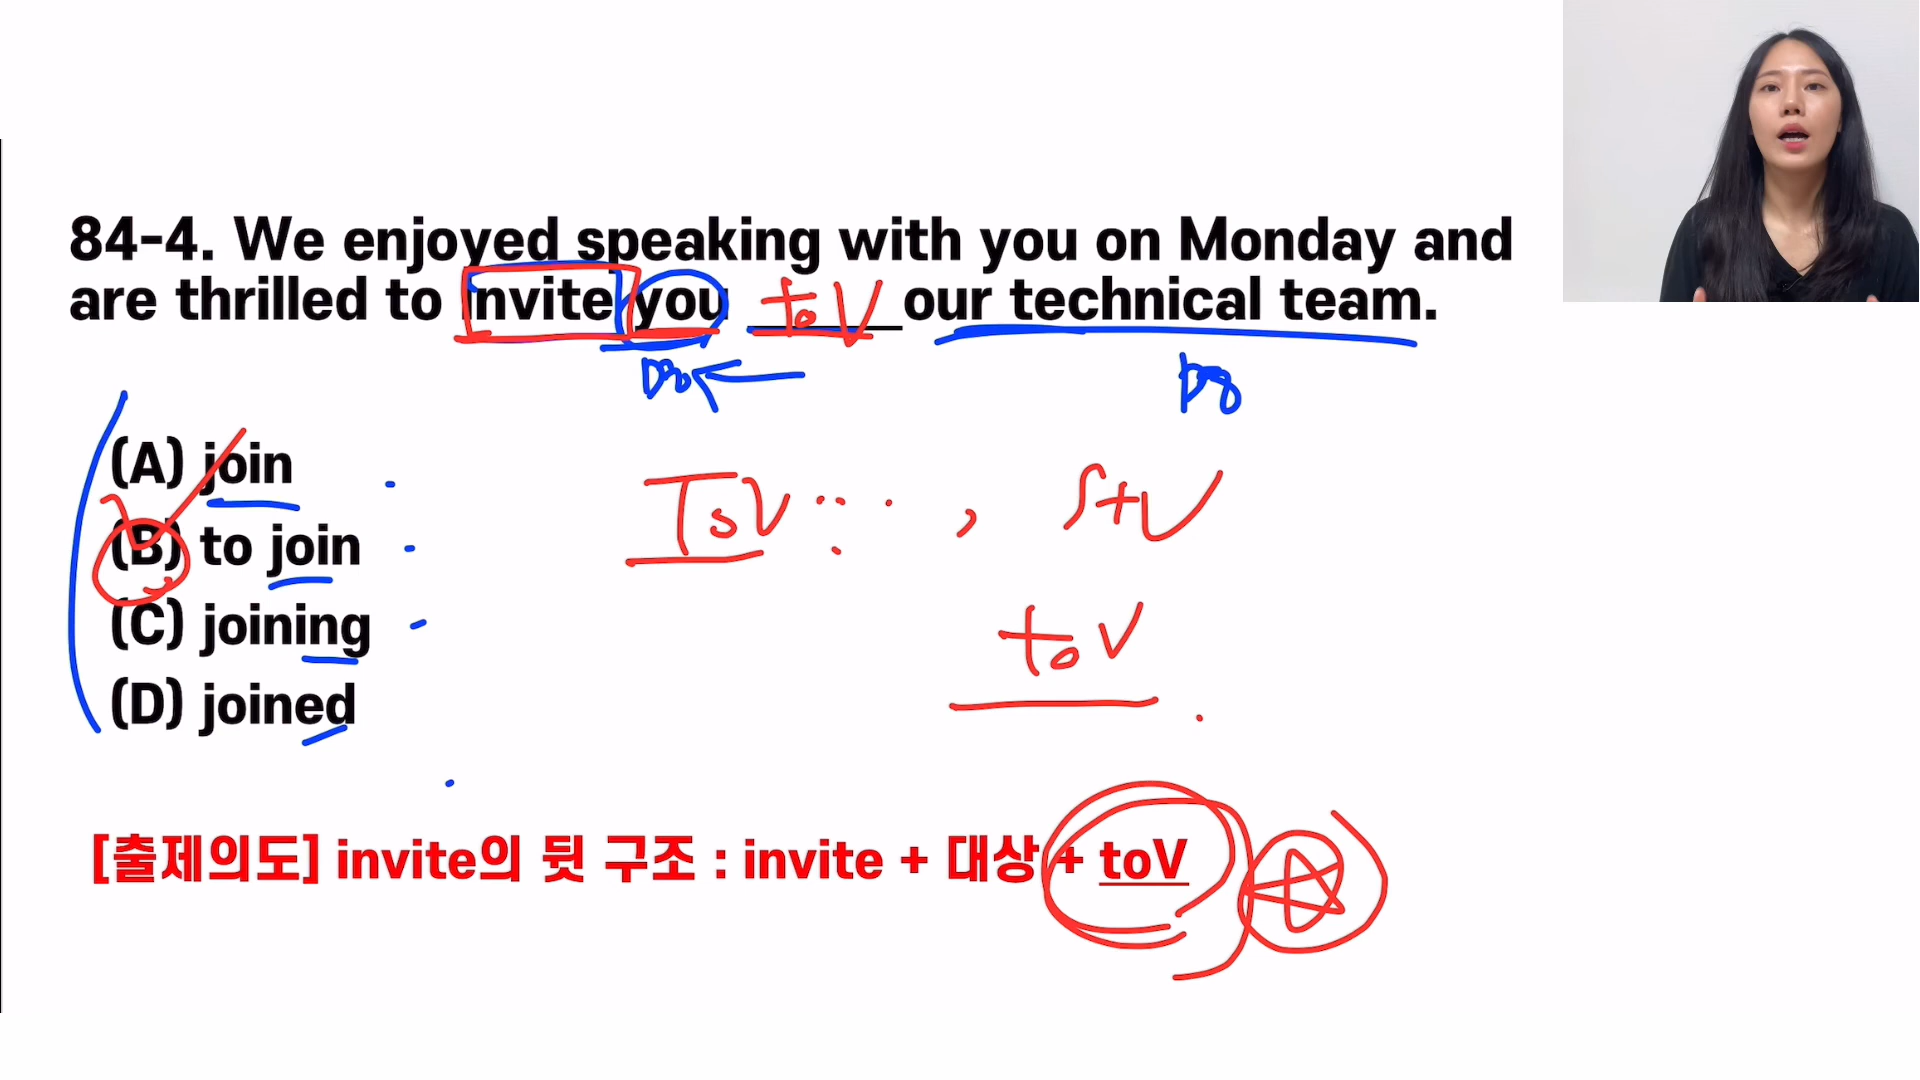 84-4. We enjoyed speaking with you on Monday and
are thrilled to invite you toV our technical team.
(A) join
(B) to join
(C) joining
(D) joined
ToV , S+V
toV
[출제의도] invite의 뒷 구조 : invite + 대상 + toV